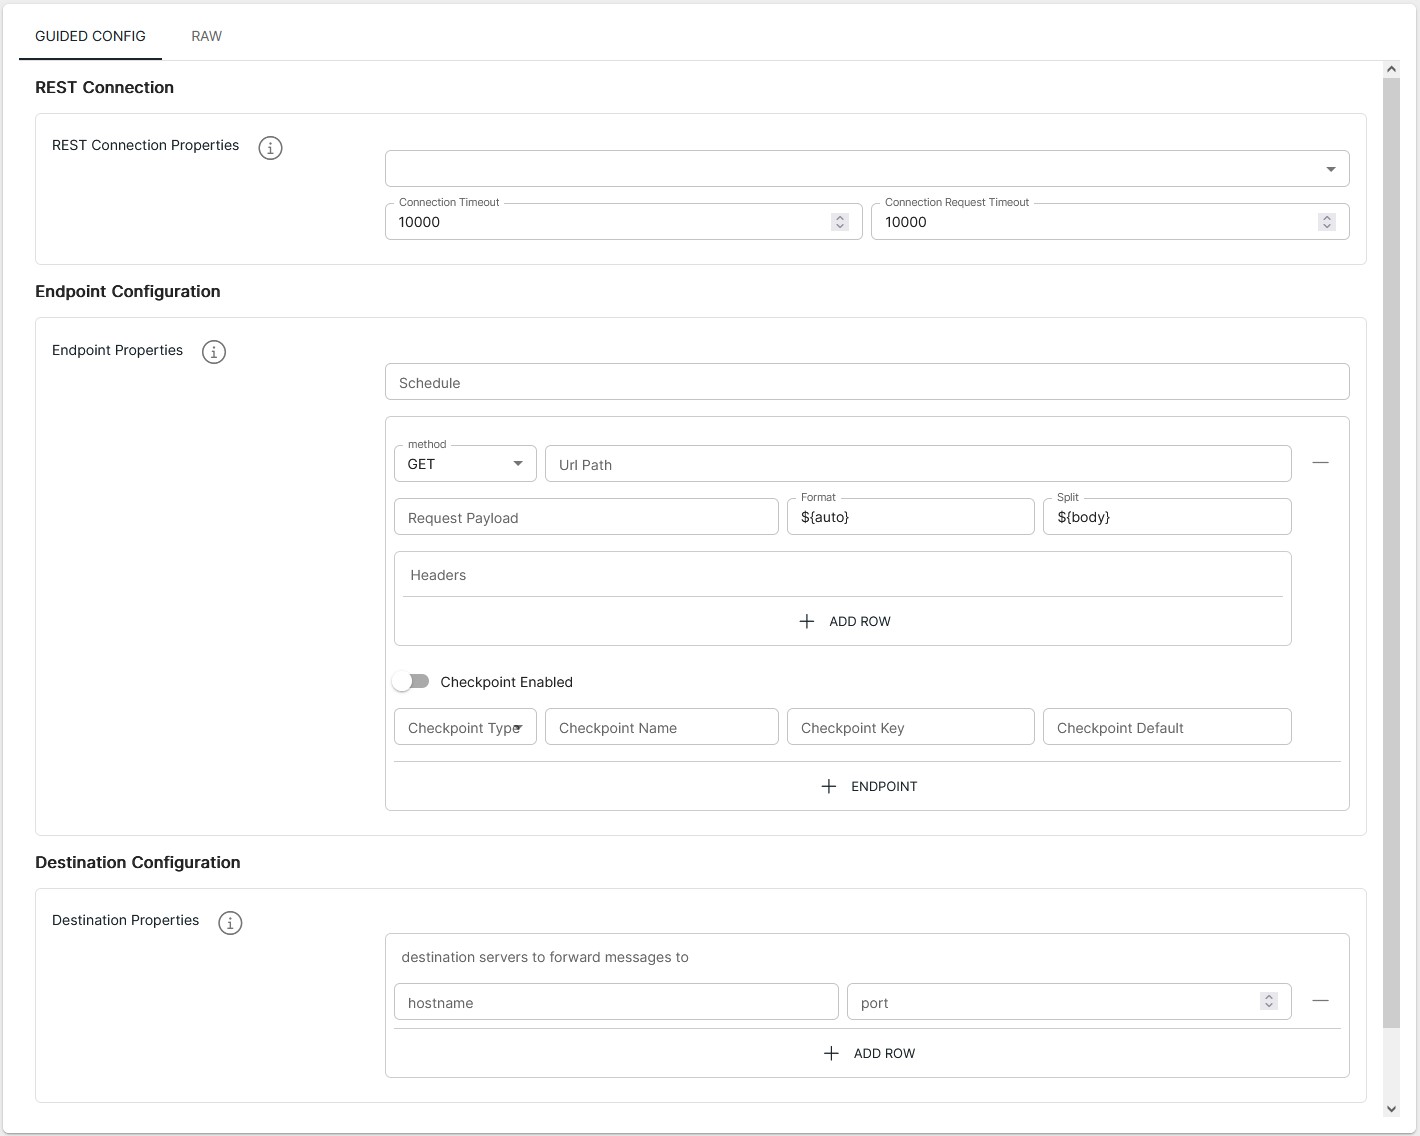 GUIDED CONFIG RAW
REST Connection
REST Connection Properties
Connection Timeout Connection Request Timeout
10000 10000
Endpoint Configuration
Endpoint Properties
Schedule
method
GET Url Path
Format Split
Request Payload ${auto} ${body}
Headers
ADD ROW
Checkpoint Enabled
Checkpoint Type Checkpoint Name Checkpoint Key Checkpoint Default
ENDPOINT
Destination Configuration
Destination Properties
destination servers to forward messages to
hostname port
ADD ROW